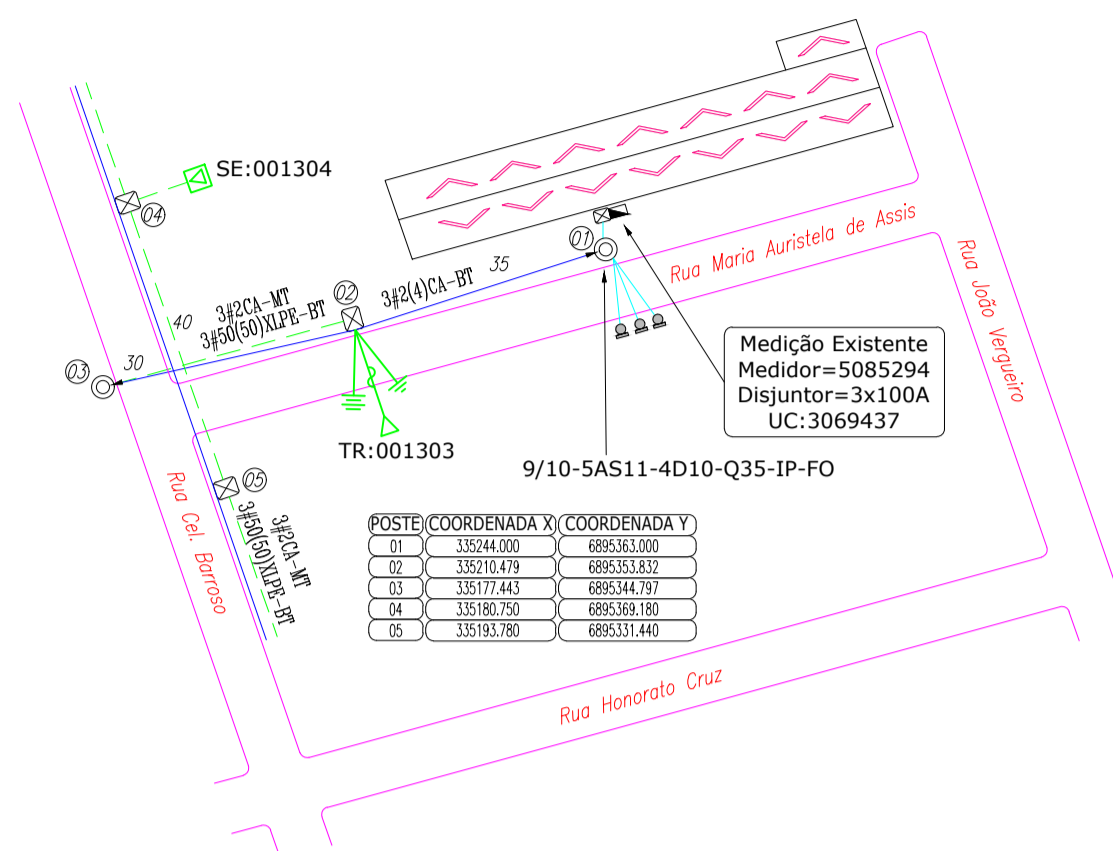 SE:001304
04
01
35
Rua Maria Auristela de Assis
Rua João Vergueiro
02
3#2(4)CA-BT
3#2CA-MT
3#50(50)XLPE-BT
40
30
03
Medição Existente
Medidor=5085294
Disjuntor=3x100A
UC:3069437
TR:001303
9/10-5AS11-4D10-Q35-IP-FO
05
3#2CA-MT
3#50(50)XLPE-BT
Rua Cel. Barroso
POSTE COORDENADA X COORDENADA Y
01 335244.000 6895363.000
02 335210.479 6895353.832
03 335177.443 6895344.797
04 335180.750 6895369.180
05 335193.780 6895331.440
Rua Honorato Cruz